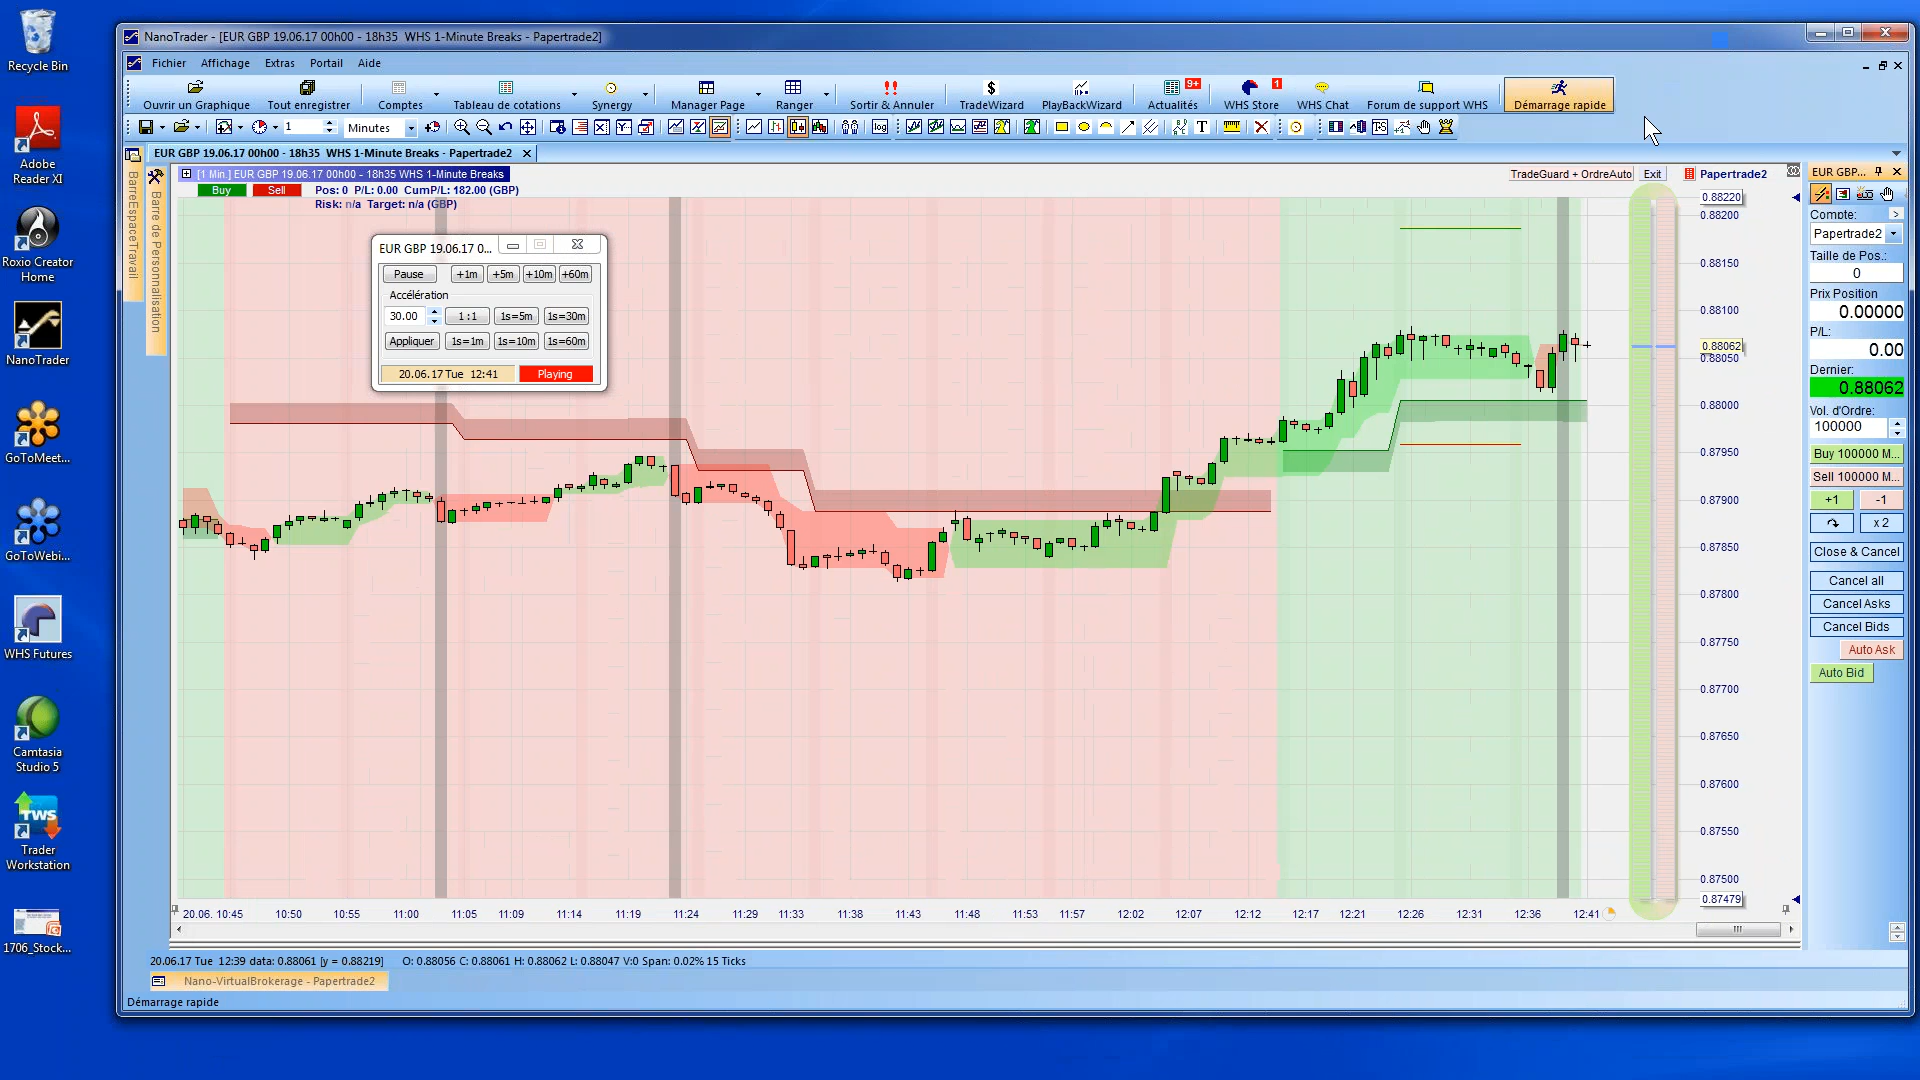 Recycle Bin
Adobe
Reader XI
Roxio Creator
Home
NanoTrader
GoToMeet...
GoToWebi...
WHS Futures
Camtasia
Studio 5
TWS
Trader
Workstation
1706_Stock...
NanoTrader - [EUR GBP 19.06.17 00h00 - 18h35  WHS 1-Minute Breaks - Papertrade2]
Fichier Affichage Extras Portail Aide
Ouvrir un Graphique Tout enregistrer Comptes Tableau de cotations Synergy Manager Page Ranger Sortir & Annuler TradeWizard PlayBackWizard Actualités 9+ WHS Store 1 WHS Chat Forum de support WHS Démarrage rapide
1 Minutes log T TS
EUR GBP 19.06.17 00h00 - 18h35  WHS 1-Minute Breaks - Papertrade2
BarreEspaceTravail
Barre de Personnalisation
[1 Min.] EUR GBP 19.06.17 00h00 - 18h35 WHS 1-Minute Breaks
TradeGuard + OrdreAuto Exit Papertrade2
Buy Sell Pos: 0  P/L: 0.00  CumP/L: 182.00 (GBP)
Risk: n/a  Target: n/a (GBP)
EUR GBP 19.06.17 0...
Pause +1m +5m +10m +60m
Accélération
30.00 1 : 1 1s=5m 1s=30m
Appliquer 1s=1m 1s=10m 1s=60m
20.06.17 Tue  12:41 Playing
0.88220
0.88200
0.88150
0.88100
0.88062
0.88050
0.88000
0.87950
0.87900
0.87850
0.87800
0.87750
0.87700
0.87650
0.87600
0.87550
0.87500
0.87479
20.06. 10:45 10:50 10:55 11:00 11:05 11:09 11:14 11:19 11:24 11:29 11:33 11:38 11:43 11:48 11:53 11:57 12:02 12:07 12:12 12:17 12:21 12:26 12:31 12:36 12:41
EUR GBP...
Compte:
Papertrade2
Taille de Pos.:
0
Prix Position
0.00000
P/L:
0.00
Dernier:
0.88062
Vol. d'Ordre:
100000
Buy 100000 M...
Sell 100000 M...
+1 -1
x 2
Close & Cancel
Cancel all
Cancel Asks
Cancel Bids
Auto Ask
Auto Bid
20.06.17 Tue  12:39 data: 0.88061 [y = 0.88219] O: 0.88056 C: 0.88061 H: 0.88062 L: 0.88047 V:0 Span: 0.02% 15 Ticks
Nano-VirtualBrokerage - Papertrade2
Démarrage rapide